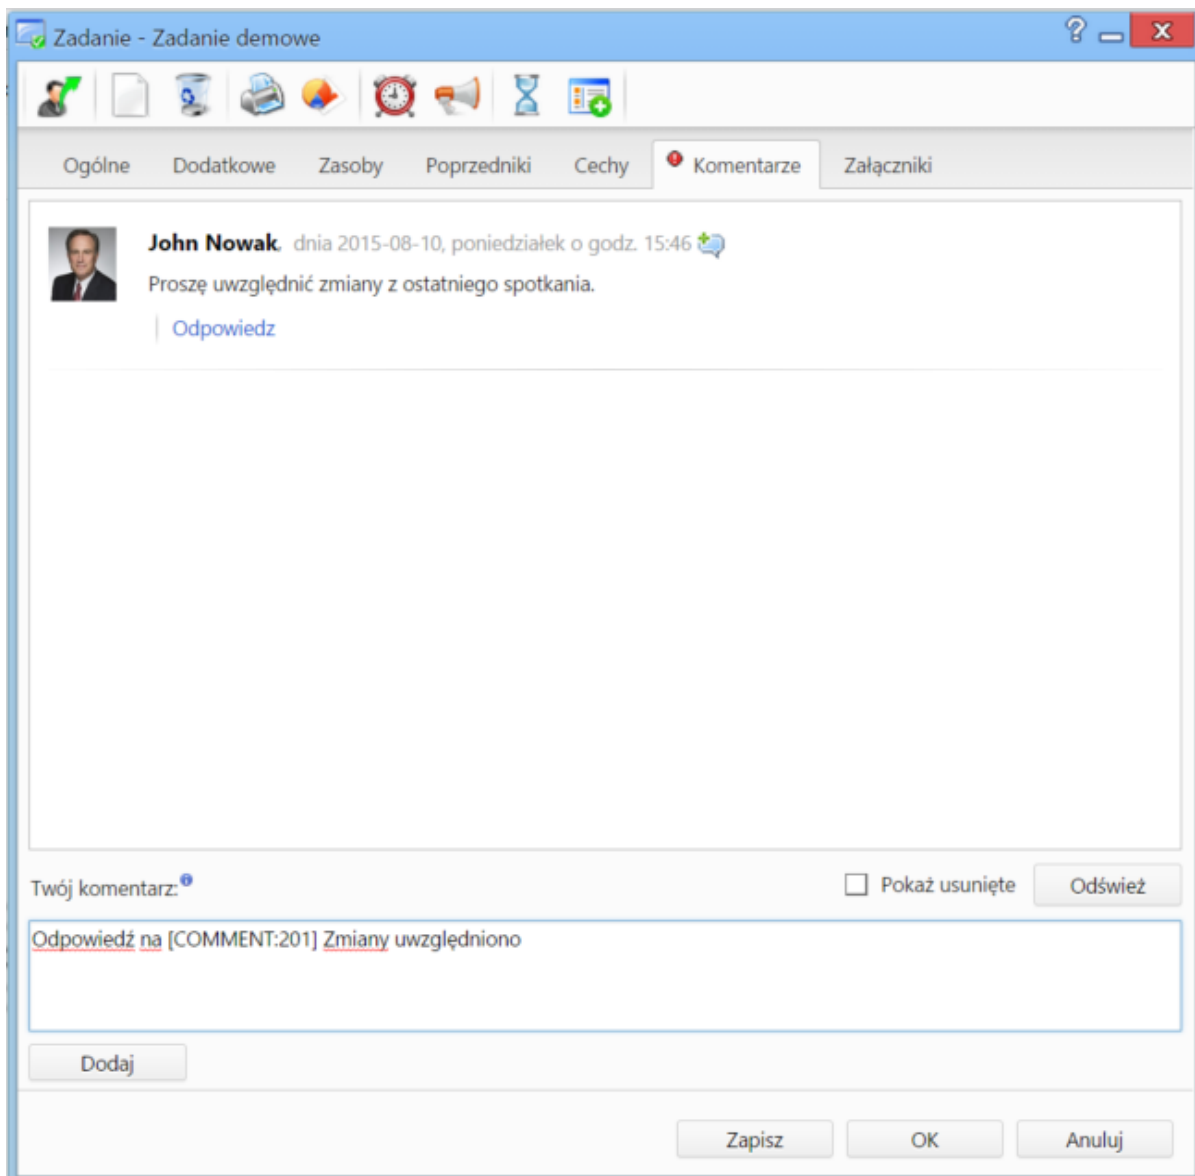 Zadanie - Zadanie demowe
Ogólne Dodatkowe Zasoby Poprzedniki Cechy Komentarze Załączniki
John Nowak, dnia 2015-08-10, poniedziałek o godz. 15:46
Proszę uwzględnić zmiany z ostatniego spotkania.
Odpowiedz
Twój komentarz: Pokaż usunięte Odśwież
Odpowiedź na [COMMENT:201] Zmiany uwzględniono
Dodaj
Zapisz OK Anuluj